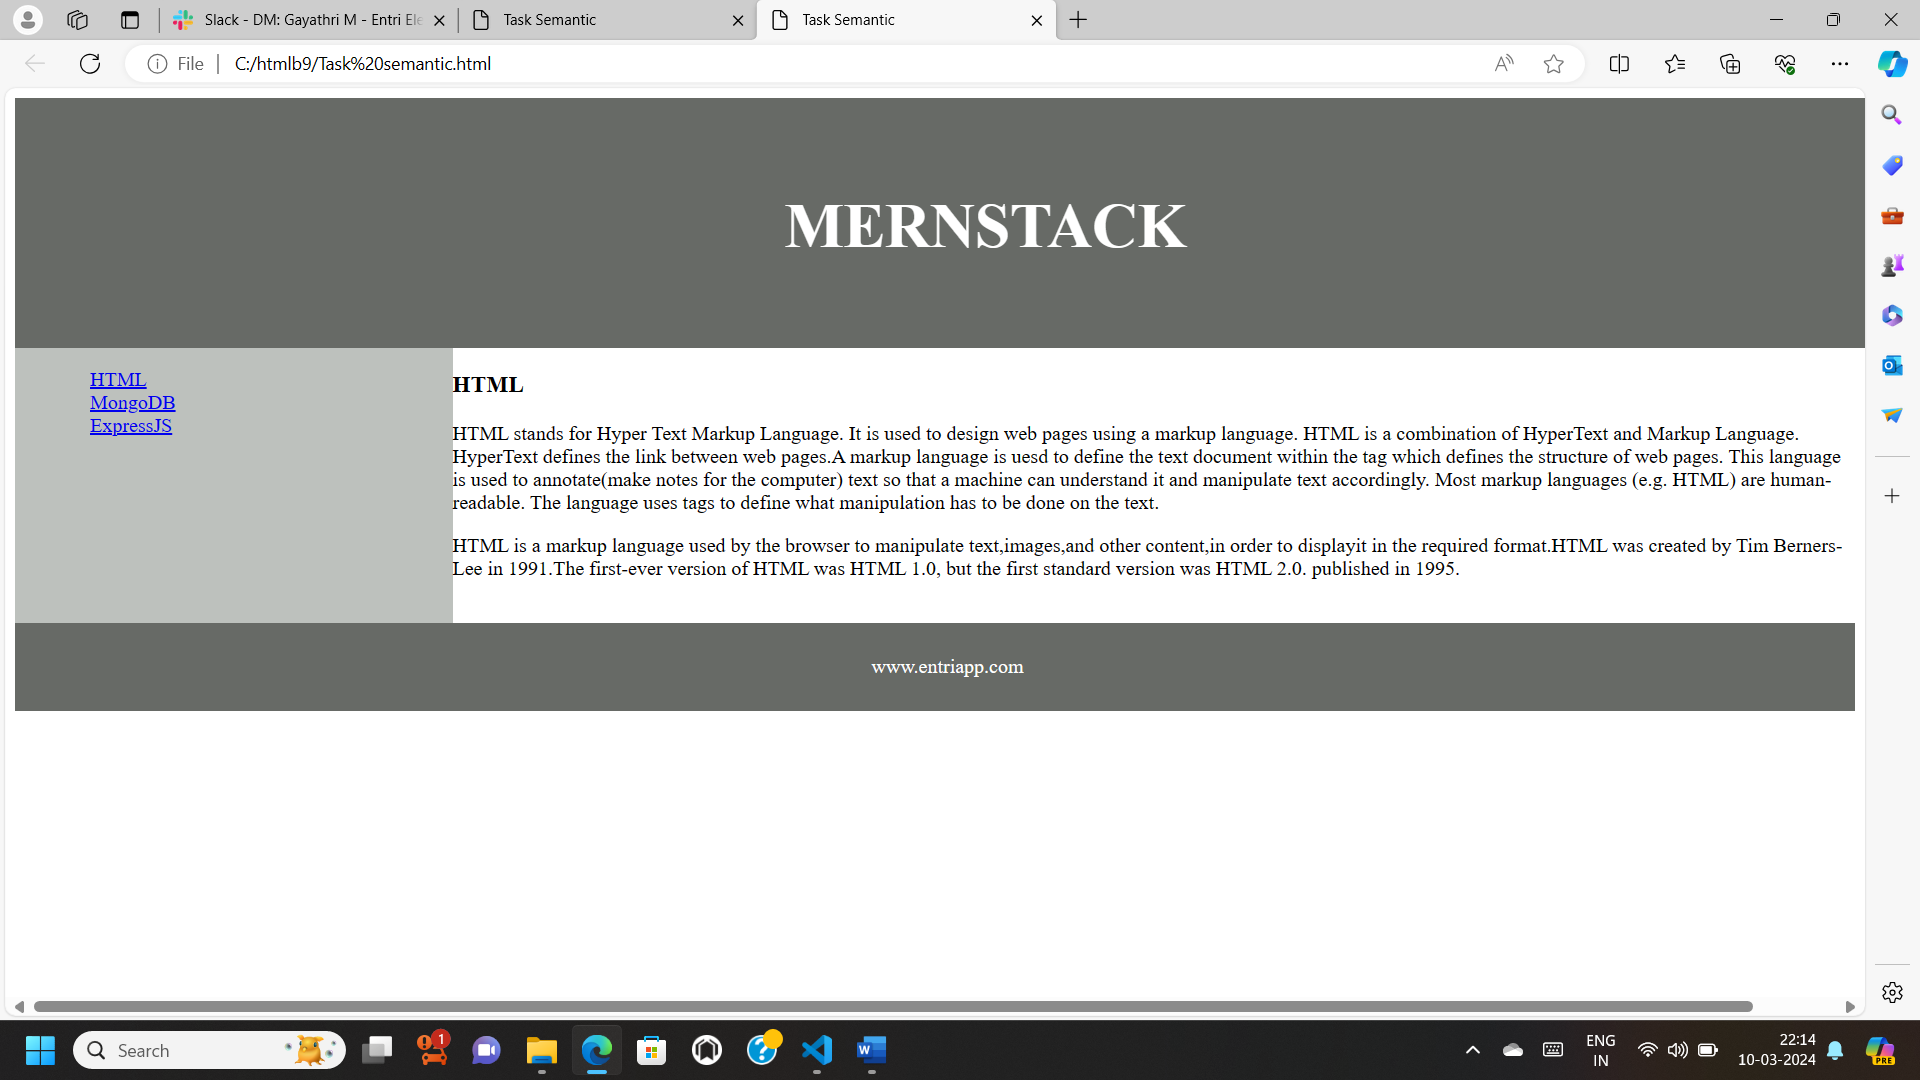 Slack - DM: Gayathri M - Entri Ele
Task Semantic
Task Semantic
File
C:/htmlb9/Task%20semantic.html
MERNSTACK
HTML
MongoDB
ExpressJS
HTML
HTML stands for Hyper Text Markup Language. It is used to design web pages using a markup language. HTML is a combination of HyperText and Markup Language.
HyperText defines the link between web pages.A markup language is uesd to define the text document within the tag which defines the structure of web pages. This language
is used to annotate(make notes for the computer) text so that a machine can understand it and manipulate text accordingly. Most markup languages (e.g. HTML) are human-
readable. The language uses tags to define what manipulation has to be done on the text.
HTML is a markup language used by the browser to manipulate text,images,and other content,in order to displayit in the required format.HTML was created by Tim Berners-
Lee in 1991.The first-ever version of HTML was HTML 1.0, but the first standard version was HTML 2.0. published in 1995.
www.entriapp.com
Search
1
ENG
IN
22:14
10-03-2024
PRE